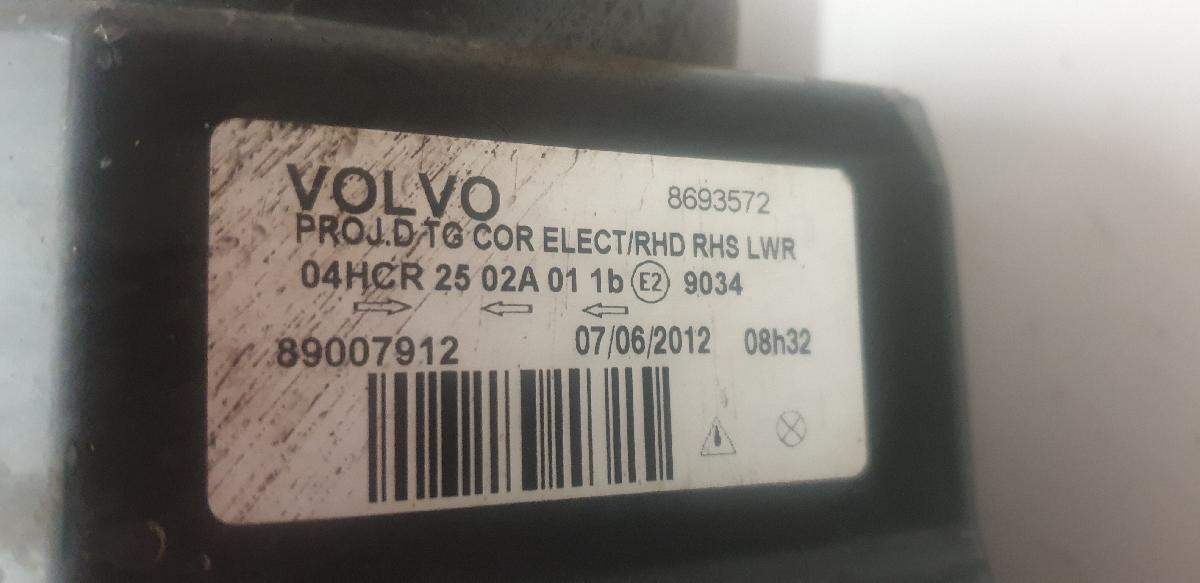 VOLVO 8693572
PROJ.D TG COR ELECT/RHD RHS LWR
04HCR 25 02A 01 1b E2 9034
89007912 07/06/2012 08h32